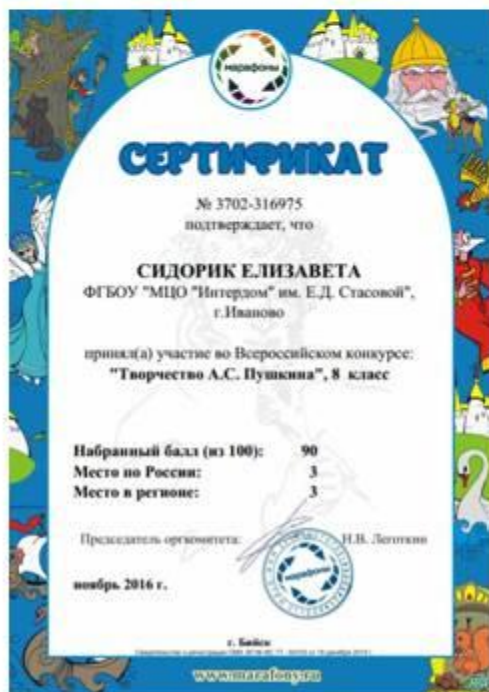 марафоны
СЕРТИФИКАТ
№ 3702-316975
подтверждает, что
СИДОРИК ЕЛИЗАВЕТА
ФГБОУ "МЦО "Интердом" им. Е.Д. Стасовой",
г.Иваново
принял(а) участие во Всероссийском конкурсе:
"Творчество А.С. Пушкина", 8 класс
Набранный балл (из 100): 90
Место по России: 3
Место в регионе: 3
Председатель оргкомитета: Н.В. Леготкин
марафоны
ноябрь 2016 г.
г. Бийск
www.marafony.ru